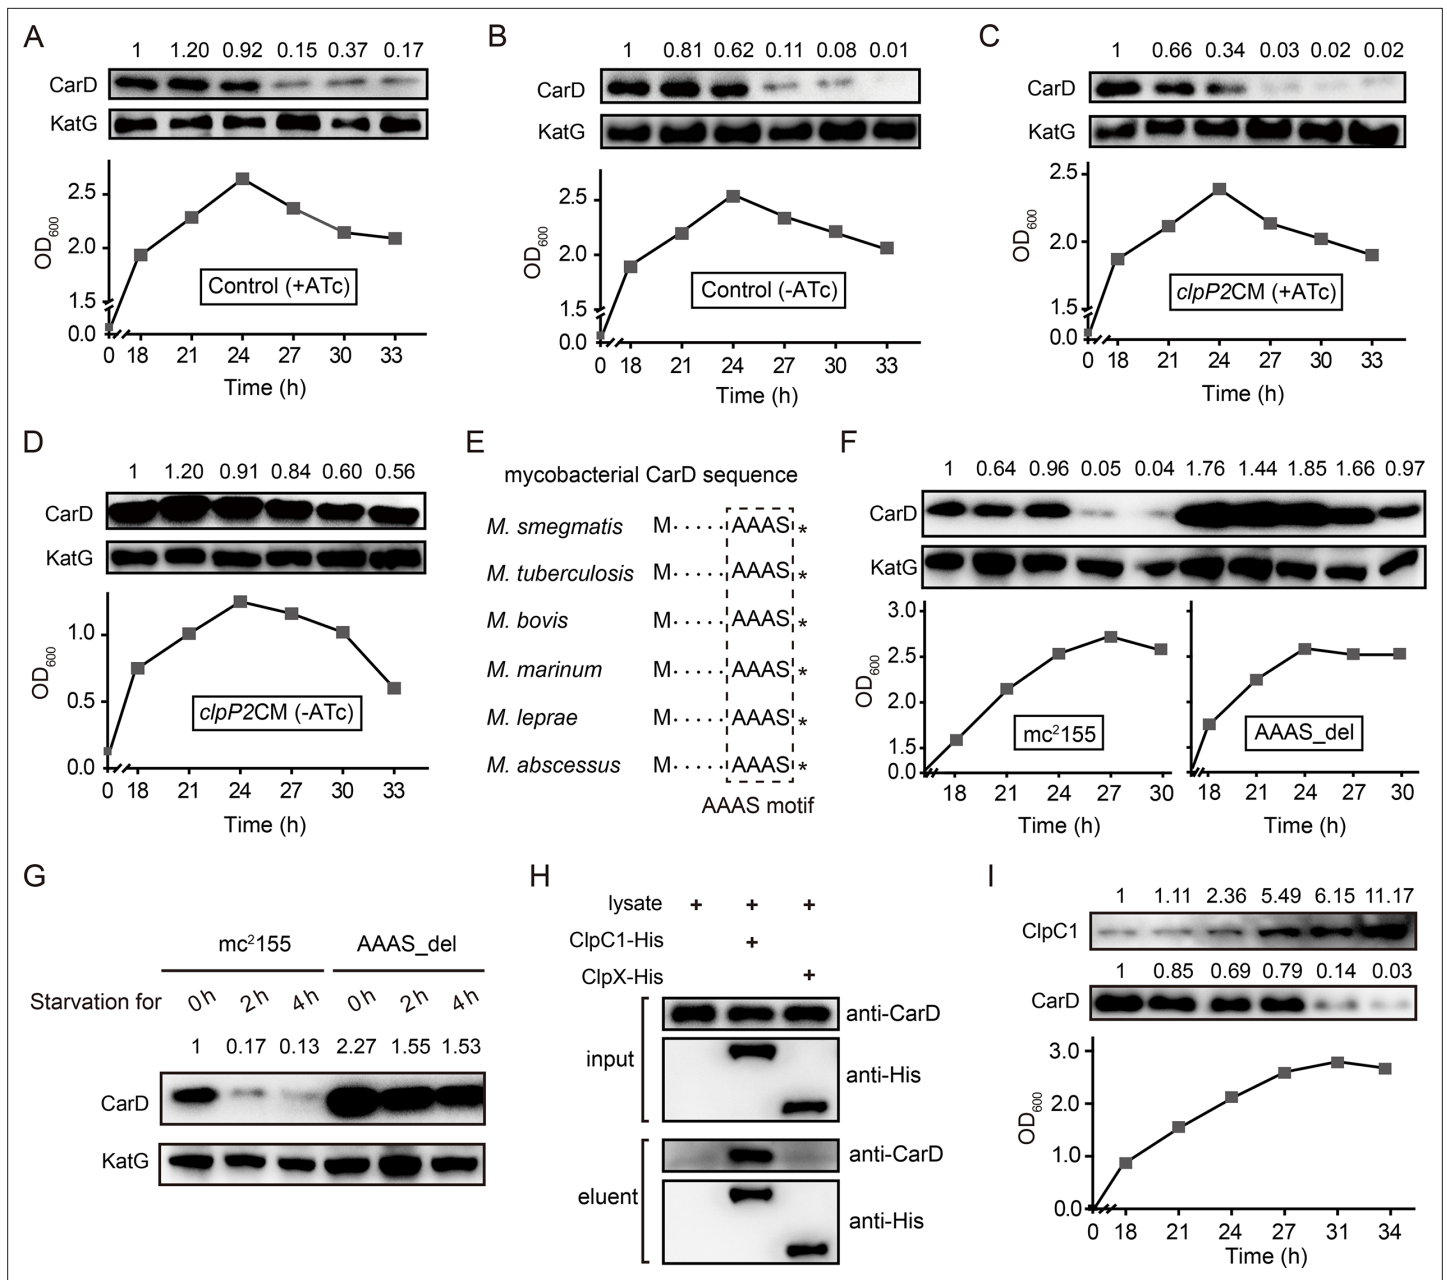 A
1 1.20 0.92 0.15 0.37 0.17
CarD
KatG
OD600
2.5
2.0
1.5
0.0
Control (+ATc)
0 18 21 24 27 30 33
Time (h)
B
1 0.81 0.62 0.11 0.08 0.01
CarD
KatG
OD600
2.5
2.0
1.5
0.0
Control (-ATc)
0 18 21 24 27 30 33
Time (h)
C
1 0.66 0.34 0.03 0.02 0.02
CarD
KatG
OD600
2.5
2.0
1.5
0.0
clpP2CM (+ATc)
0 18 21 24 27 30 33
Time (h)
D
1 1.20 0.91 0.84 0.60 0.56
CarD
KatG
OD600
1.0
0.5
0.0
clpP2CM (-ATc)
0 18 21 24 27 30 33
Time (h)
E
mycobacterial CarD sequence
M. smegmatis M·····AAAS*
M. tuberculosis M·····AAAS*
M. bovis M·····AAAS*
M. marinum M·····AAAS*
M. leprae M·····AAAS*
M. abscessus M·····AAAS*
AAAS motif
F
1 0.64 0.96 0.05 0.04 1.76 1.44 1.85 1.66 0.97
CarD
KatG
OD600
3.0
2.5
2.0
1.5
0.0
mc²155
AAAS_del
18 21 24 27 30
18 21 24 27 30
Time (h)
Time (h)
G
mc²155 AAAS_del
Starvation for 0h 2h 4h 0h 2h 4h
1 0.17 0.13 2.27 1.55 1.53
CarD
KatG
H
lysate + + +
ClpC1-His +
ClpX-His +
input
anti-CarD
anti-His
eluent
anti-CarD
anti-His
I
1 1.11 2.36 5.49 6.15 11.17
ClpC1
1 0.85 0.69 0.79 0.14 0.03
CarD
OD600
3.0
2.0
1.0
0.0
0 18 21 24 27 31 34
Time (h)